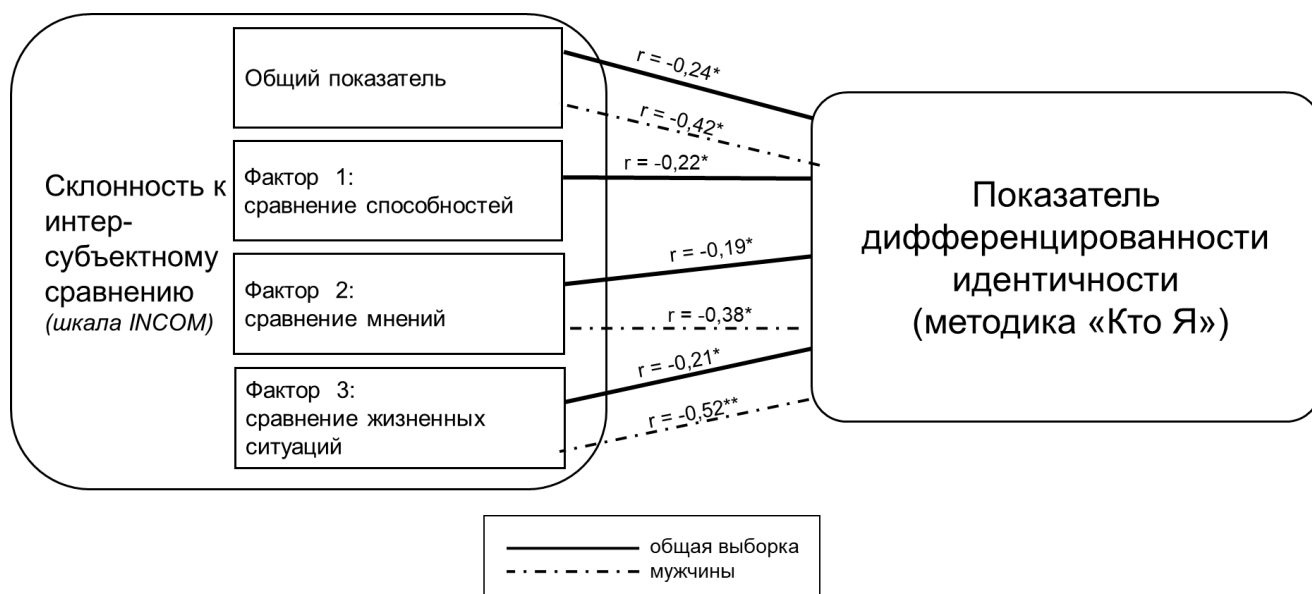 Склонность к
интер-
субъектному
сравнению
(шкала INCOM)
Общий показатель
Фактор 1:
сравнение способностей
Фактор 2:
сравнение мнений
Фактор 3:
сравнение жизненных
ситуаций
r = -0,24*
r = -0,42*
r = -0,22*
r = -0,19*
r = -0,38*
r = -0,21*
r = -0,52**
Показатель
дифференцированности
идентичности
(методика «Кто Я»)
общая выборка
мужчины